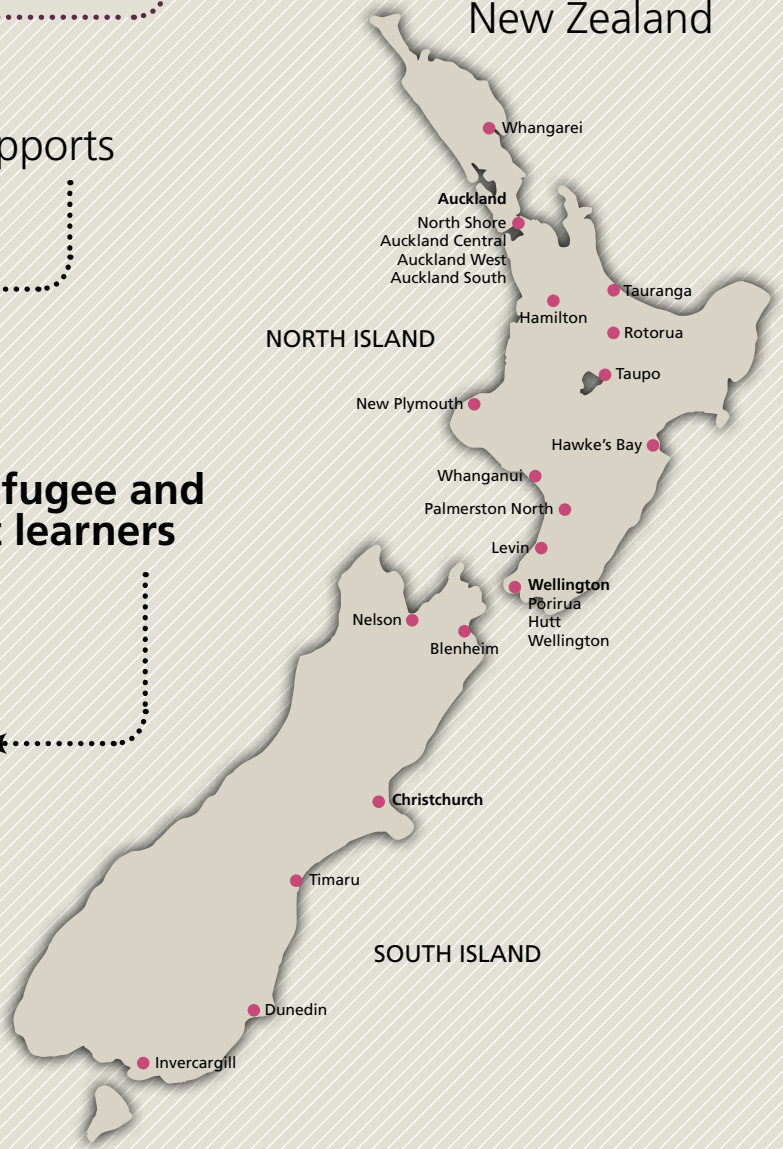 New Zealand
pports
Whangarei
Auckland
North Shore
Auckland Central
Auckland West
Auckland South
Tauranga
Hamilton
Rotorua
NORTH ISLAND
Taupo
New Plymouth
Hawke's Bay
Whanganui
fugee and
Palmerston North
learners
Levin
Wellington
Porirua
Hutt
Wellington
Nelson
Blenheim
Christchurch
Timaru
SOUTH ISLAND
Dunedin
Invercargill